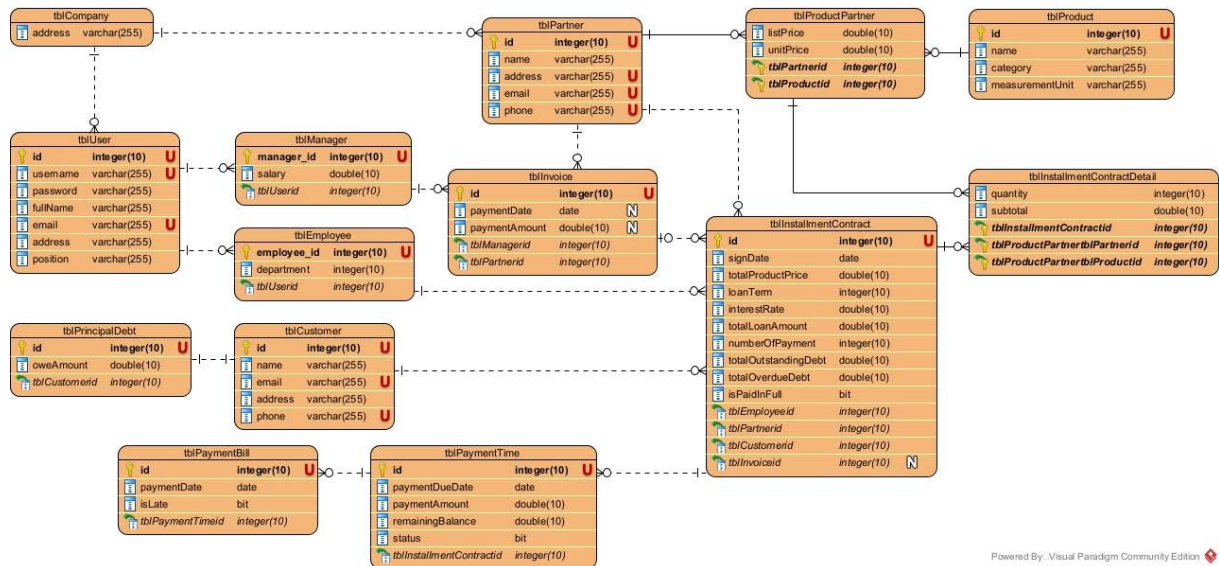 tblCompany
address varchar(255)
tblPartner
id integer(10) U
name varchar(255)
address varchar(255) U
email varchar(255) U
phone varchar(255) U
tblProductPartner
listPrice double(10)
unitPrice double(10)
tblPartnerid integer(10)
tblProductid integer(10)
tblProduct
id integer(10) U
name varchar(255)
category varchar(255)
measurementUnit varchar(255)
tblUser
id integer(10) U
username varchar(255) U
password varchar(255)
fullName varchar(255)
email varchar(255) U
address varchar(255)
position varchar(255)
tblManager
manager_id integer(10) U
salary double(10)
tblUserid integer(10)
tblInvoice
id integer(10) U
paymentDate date N
paymentAmount double(10) N
tblManagerid integer(10)
tblPartnerid integer(10)
tblInstallmentContractDetail
quantity integer(10)
subtotal double(10)
tblInstallmentContractid integer(10)
tblProductPartnertblPartnerid integer(10)
tblProductPartnertblProductid integer(10)
tblEmployee
employee_id integer(10) U
department integer(10)
tblUserid integer(10)
tblInstallmentContract
id integer(10) U
signDate date
totalProductPrice double(10)
loanTerm integer(10)
interestRate double(10)
totalLoanAmount double(10)
numberOfPayment integer(10)
totalOutstandingDebt double(10)
totalOverdueDebt double(10)
isPaidInFull bit
tblEmployeeid integer(10)
tblPartnerid integer(10)
tblCustomerid integer(10)
tblInvoiceid integer(10) N
tblPrincipalDebt
id integer(10) U
oweAmount double(10)
tblCustomerid integer(10)
tblCustomer
id integer(10) U
name varchar(255)
email varchar(255) U
address varchar(255)
phone varchar(255) U
tblPaymentBill
id integer(10) U
paymentDate date
isLate bit
tblPaymentTimeid integer(10)
tblPaymentTime
id integer(10) U
paymentDueDate date
paymentAmount double(10)
remainingBalance double(10)
status bit
tblInstallmentContractid integer(10)
Powered By: Visual Paradigm Community Edition